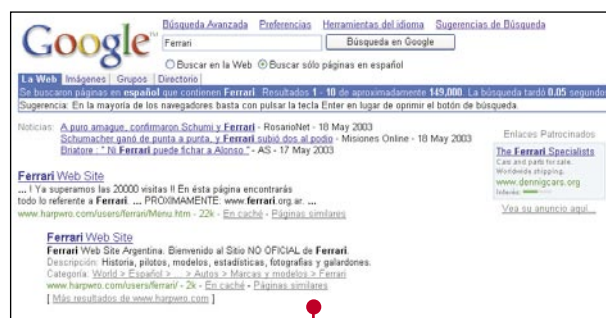 Google™
Búsqueda Avanzada Preferencias Herramientas del idioma Sugerencias de Búsqueda
Ferrari Búsqueda en Google
Buscar en la Web Buscar sólo páginas en español
La Web Imágenes Grupos Directorio
Se buscaron páginas en español que contienen Ferrari. Resultados 1 - 10 de aproximadamente 149,000. La búsqueda tardó 0.05 segundo
Sugerencia: En la mayoría de los navegadores basta con pulsar la tecla Enter en lugar de oprimir el botón de búsqueda.
Noticias: A puro amague, confirmaron Schumi y Ferrari - RosarioNet - 18 May 2003
Schumacher ganó de punta a punta, y Ferrari subió dos al podio - Misiones Online - 18 May 2003
Briatore : " Ni Ferrari puede fichar a Alonso " - AS - 17 May 2003
Ferrari Web Site
... ! Ya superamos las 20000 visitas !! En ésta página encontrarás
todo lo referente a Ferrari. ... PROXIMAMENTE: www.ferrari.org.ar. ...
www.harpwro.com/users/ferrari/Menu.htm - 22k - En caché - Páginas similares
Ferrari Web Site
Ferrari Web Site Argentina. Bienvenido al Sitio NO OFICIAL de Ferrari.
Descripción: Historia, pilotos, modelos, estadísticas, fotografías y galardones.
Categoría: World > Español > ... > Autos > Marcas y modelos > Ferrari
www.harpwro.com/users/ferrari/ - 2k - En caché - Páginas similares
[ Más resultados de www.harpwro.com ]
Enlaces Patrocinados
The Ferrari Specialists
Cars and parts for sale.
Worldwide shipping.
www.dennigcars.org
Interés:
Vea su anuncio aquí...